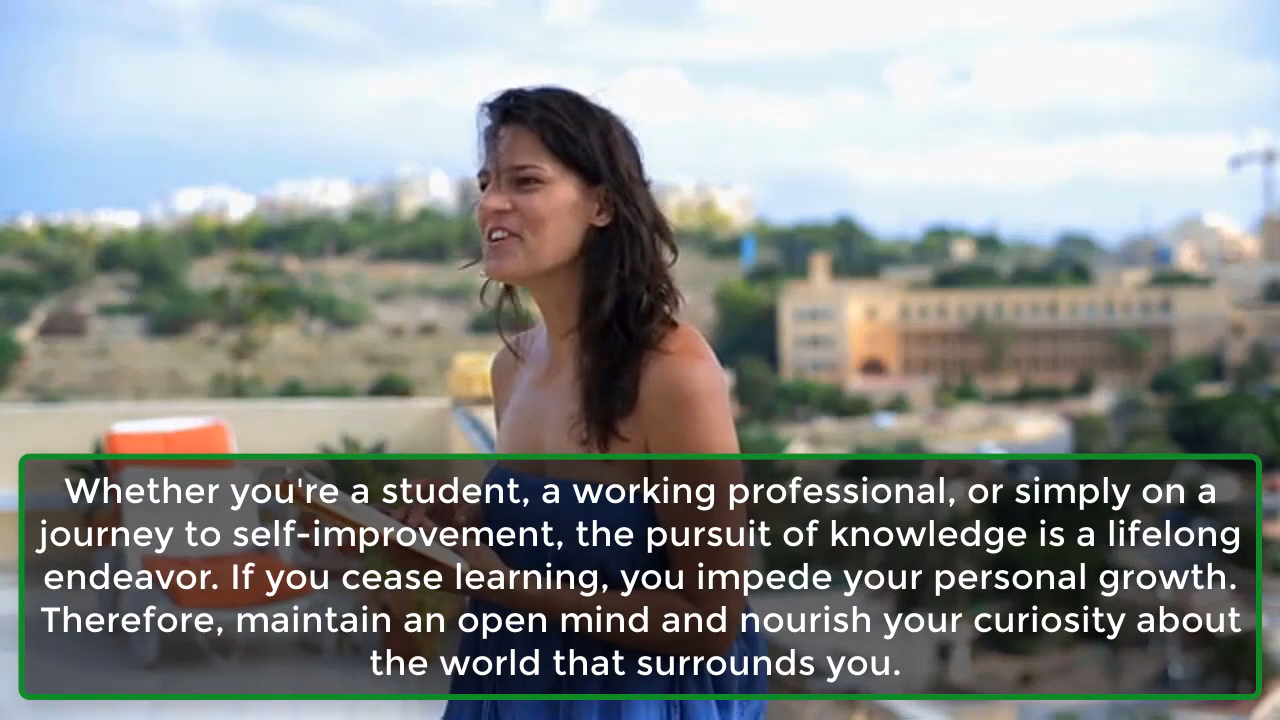 Whether you're a student, a working professional, or simply on a
journey to self-improvement, the pursuit of knowledge is a lifelong
endeavor. If you cease learning, you impede your personal growth.
Therefore, maintain an open mind and nourish your curiosity about
the world that surrounds you.